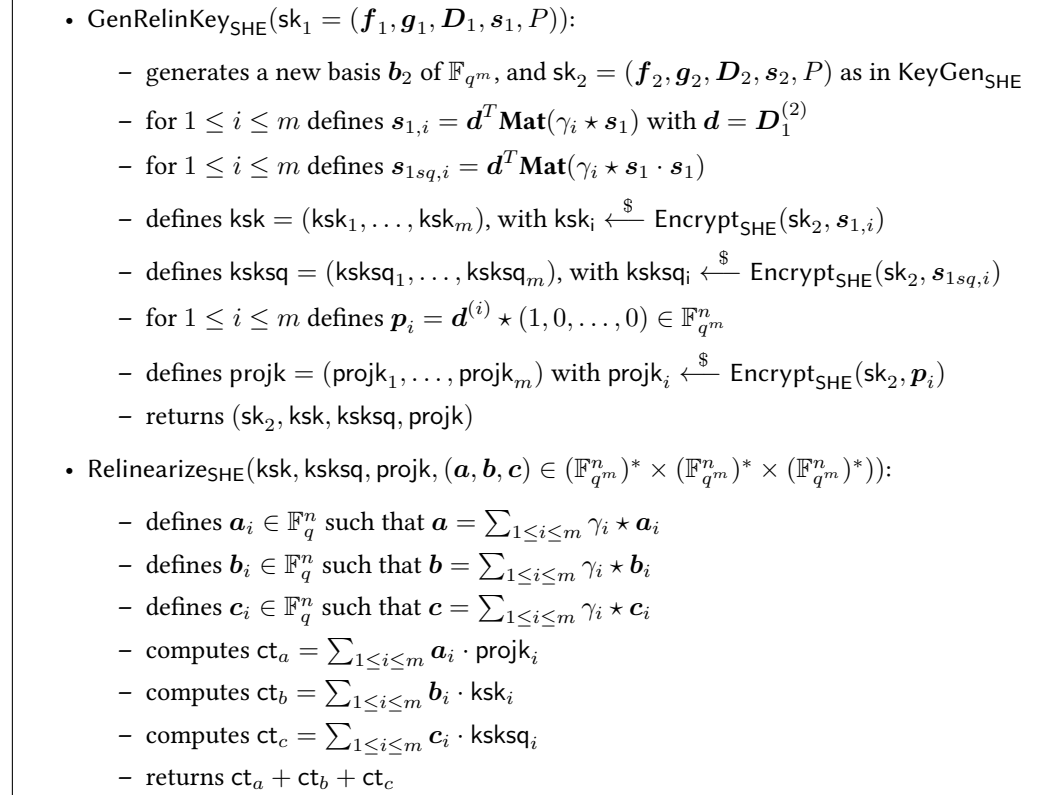 • GenRelinKey_SHE(sk_1 = (f_1, g_1, D_1, s_1, P)):
– generates a new basis b_2 of 𝔽_{q^m}, and sk_2 = (f_2, g_2, D_2, s_2, P) as in KeyGen_SHE
– for 1 ≤ i ≤ m defines s_{1,i} = d^T Mat(γ_i ⋆ s_1) with d = D_1^{(2)}
– for 1 ≤ i ≤ m defines s_{1sq,i} = d^T Mat(γ_i ⋆ s_1 · s_1)
– defines ksk = (ksk_1, . . . , ksk_m), with ksk_i ←$ Encrypt_SHE(sk_2, s_{1,i})
– defines ksksq = (ksksq_1, . . . , ksksq_m), with ksksq_i ←$ Encrypt_SHE(sk_2, s_{1sq,i})
– for 1 ≤ i ≤ m defines p_i = d^{(i)} ⋆ (1, 0, . . . , 0) ∈ 𝔽_{q^m}^n
– defines projk = (projk_1, . . . , projk_m) with projk_i ←$ Encrypt_SHE(sk_2, p_i)
– returns (sk_2, ksk, ksksq, projk)
• Relinearize_SHE(ksk, ksksq, projk, (a, b, c) ∈ (𝔽_{q^m}^n)^* × (𝔽_{q^m}^n)^* × (𝔽_{q^m}^n)^*)):
– defines a_i ∈ 𝔽_q^n such that a = ∑_{1≤i≤m} γ_i ⋆ a_i
– defines b_i ∈ 𝔽_q^n such that b = ∑_{1≤i≤m} γ_i ⋆ b_i
– defines c_i ∈ 𝔽_q^n such that c = ∑_{1≤i≤m} γ_i ⋆ c_i
– computes ct_a = ∑_{1≤i≤m} a_i · projk_i
– computes ct_b = ∑_{1≤i≤m} b_i · ksk_i
– computes ct_c = ∑_{1≤i≤m} c_i · ksksq_i
– returns ct_a + ct_b + ct_c